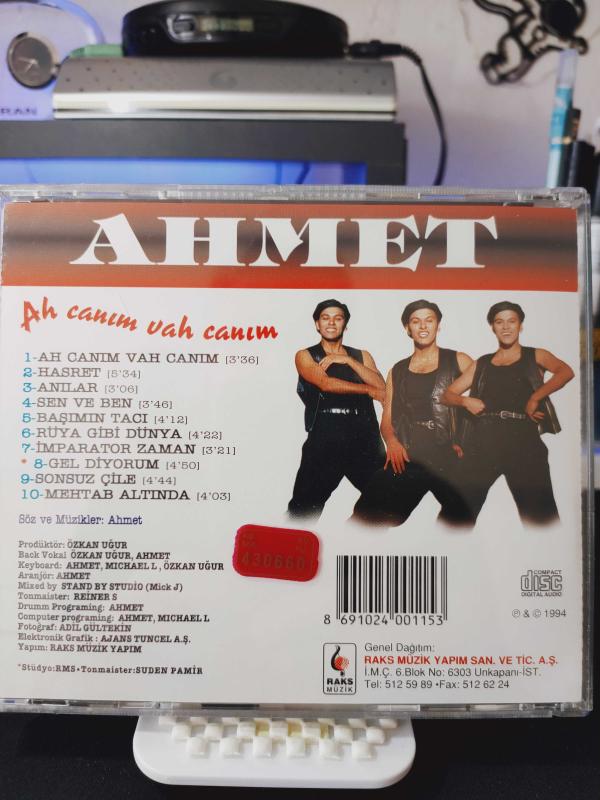 RAN
AHMET
Ah canım vah canım
1-AH CANIM VAH CANIM [3'36]
2-HASRET [5'34]
3-ANILAR [3'06]
4-SEN VE BEN [3'46]
5-BAŞIMIN TACI [4'12]
6-RÜYA GİBİ DÜNYA [4'22]
7-İMPARATOR ZAMAN [3'21]
* 8-GEL DİYORUM [4'50]
9-SONSUZ ÇİLE [4'44]
10-MEHTAB ALTINDA [4'03]
Söz ve Müzikler: Ahmet
Prodüktör: ÖZKAN UĞUR
Back Vokal ÖZKAN UĞUR, AHMET
Keyboard: AHMET, MICHAEL L , ÖZKAN UĞUR
Aranjör: AHMET
Mixed by STAND BY STUDİO (Mick J)
Tonmaister: REİNER S
Drumm Programing: AHMET
Computer programing: AHMET, MICHAEL L
Fotoğraf: ADİL GÜLTEKİN
Elektronik Grafik : AJANS TUNCEL A.Ş.
Yapım: RAKS MÜZİK YAPIM
*Stüdyo:RMS•Tonmaister:SUDEN PAMİR
430660
8 691024 001153
COMPACT
disc
DIGITAL AUDIO
℗ & © 1994
RAKS
MÜZİK
Genel Dağıtım:
RAKS MÜZİK YAPIM SAN. VE TİC. A.Ş.
İ.M.Ç. 6.Blok No: 6303 Unkapanı-İST.
Tel: 512 59 89 •Fax: 512 62 24